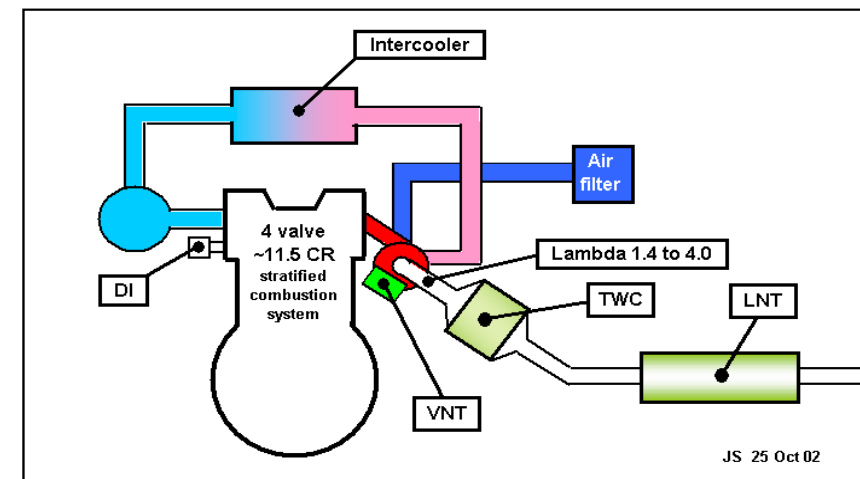 Intercooler
Air
filter
4 valve
~11.5 CR
stratified
combustion
system
Lambda 1.4 to 4.0
DI
TWC
LNT
VNT
JS 25 Oct 02